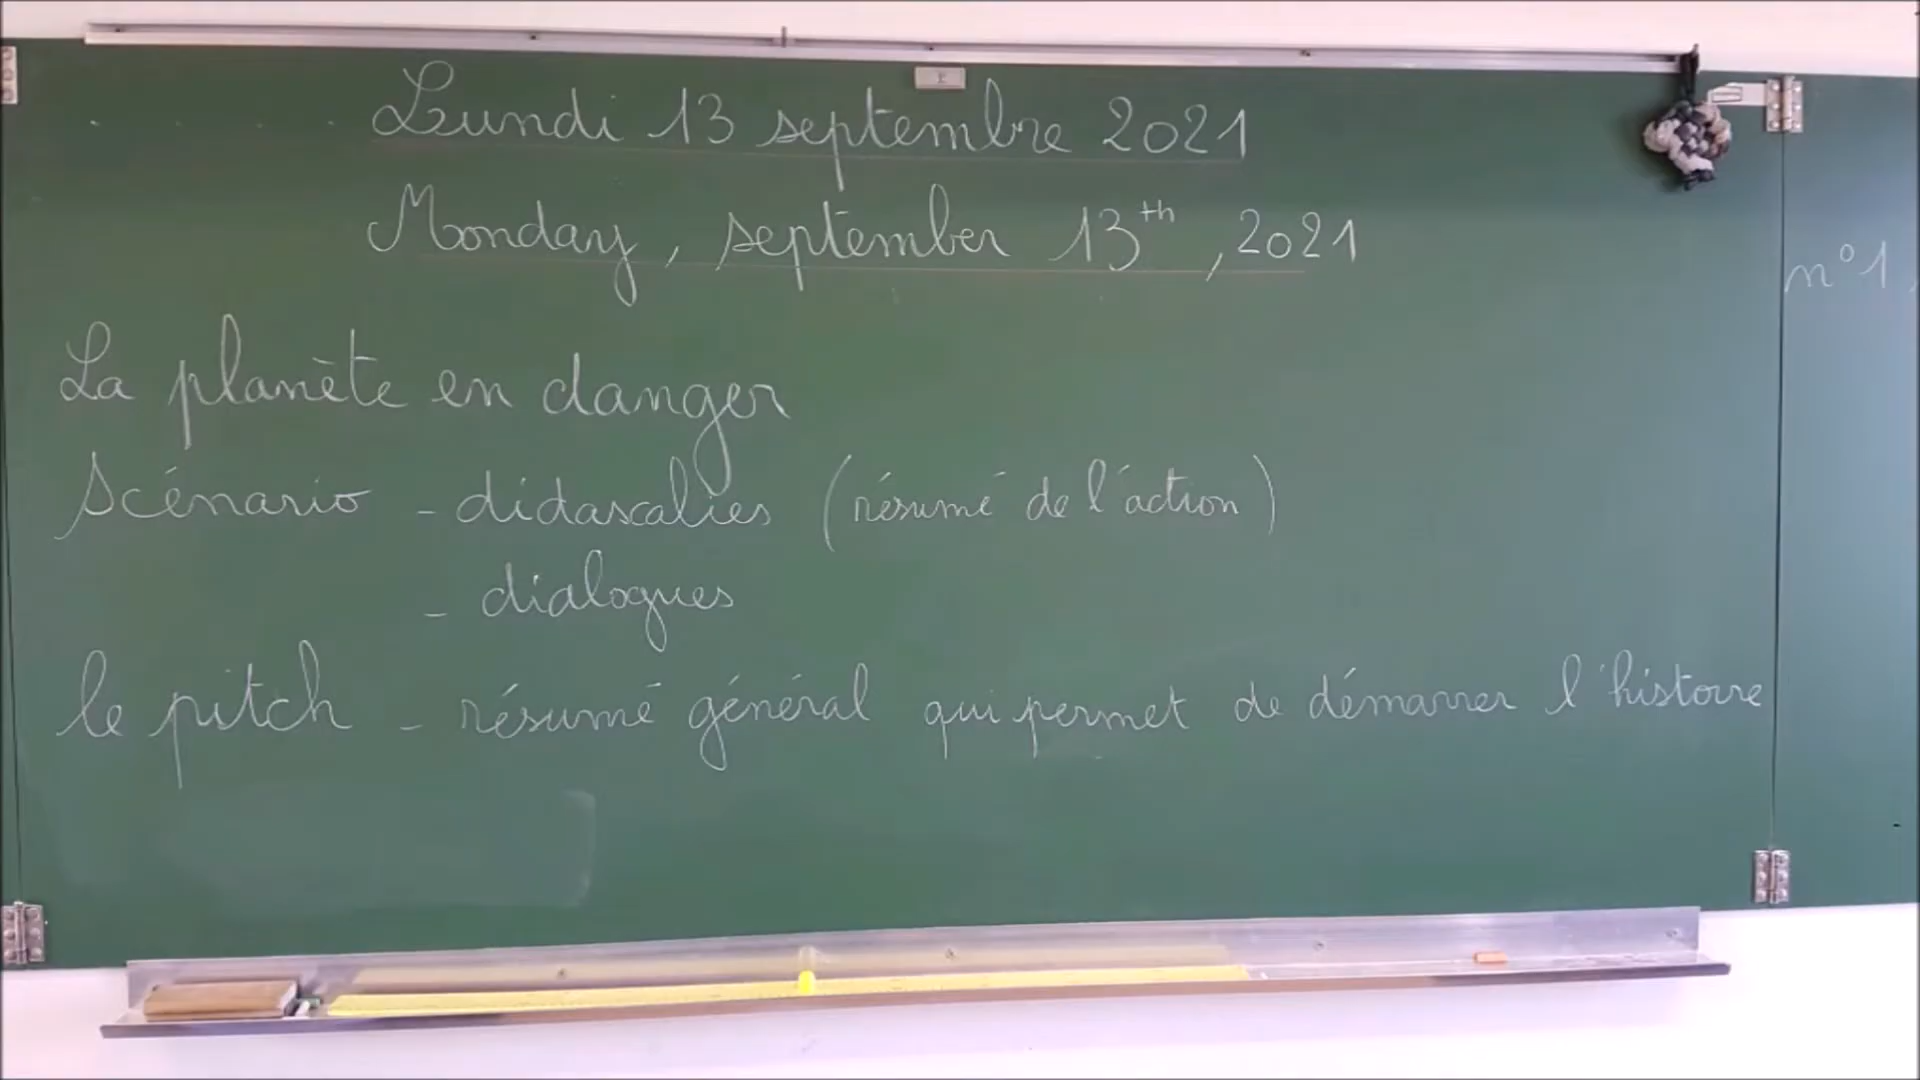 Lundi 13 septembre 2021
Monday, september 13th, 2021
n°1
La planète en danger
Scénario - didascalies (résumé de l'action)
- dialogues
le pitch - résumé général qui permet de démarrer l'histoire